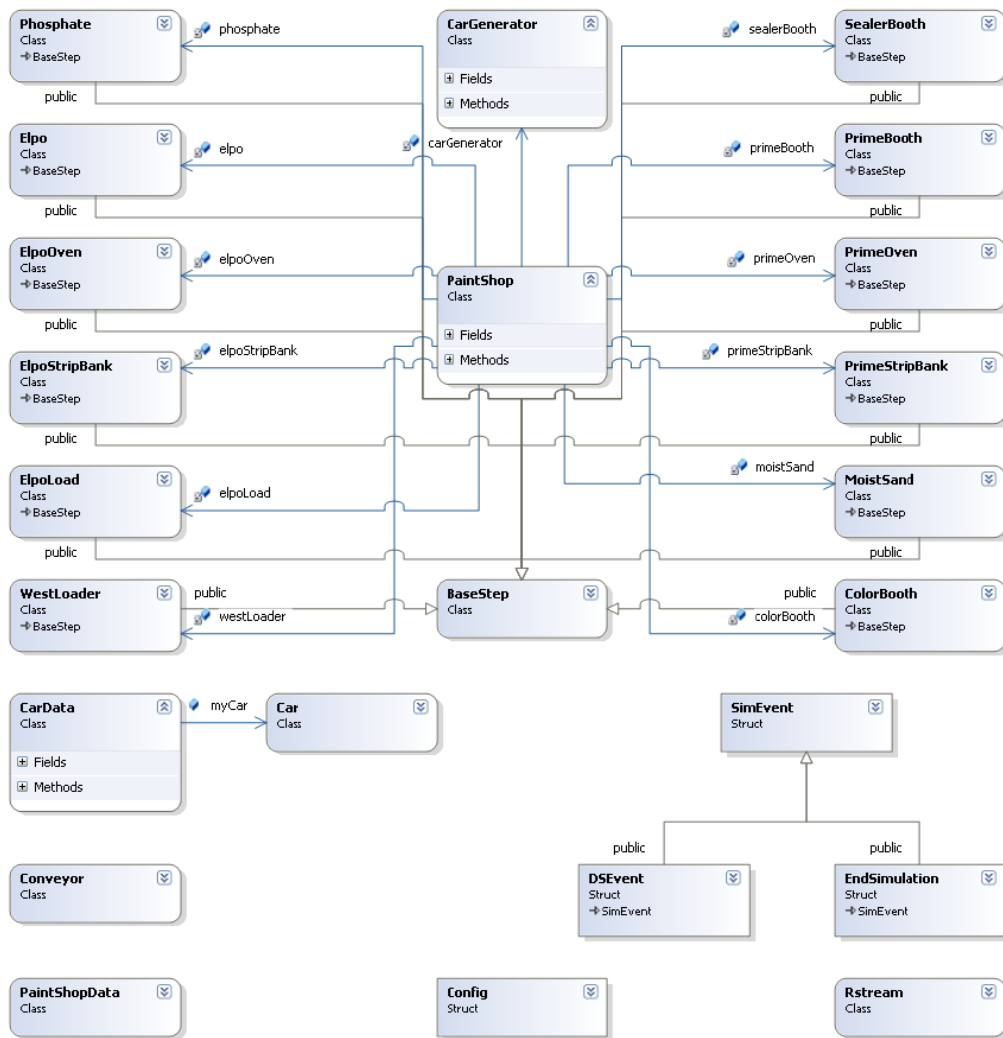 Phosphate
Class
BaseStep
phosphate
CarGenerator
Class
Fields
Methods
sealerBooth
SealerBooth
Class
BaseStep
public
public
Elpo
Class
BaseStep
elpo
carGenerator
primeBooth
PrimeBooth
Class
BaseStep
public
public
ElpoOven
Class
BaseStep
elpoOven
PaintShop
Class
Fields
Methods
primeOven
PrimeOven
Class
BaseStep
public
public
ElpoStripBank
Class
BaseStep
elpoStripBank
primeStripBank
PrimeStripBank
Class
BaseStep
public
public
ElpoLoad
Class
BaseStep
elpoLoad
moistSand
MoistSand
Class
BaseStep
public
public
WestLoader
Class
BaseStep
public
westLoader
BaseStep
Class
public
colorBooth
ColorBooth
Class
BaseStep
CarData
Class
Fields
Methods
myCar
Car
Class
SimEvent
Struct
public
public
Conveyor
Class
DSEvent
Struct
SimEvent
EndSimulation
Struct
SimEvent
PaintShopData
Class
Config
Struct
Rstream
Class